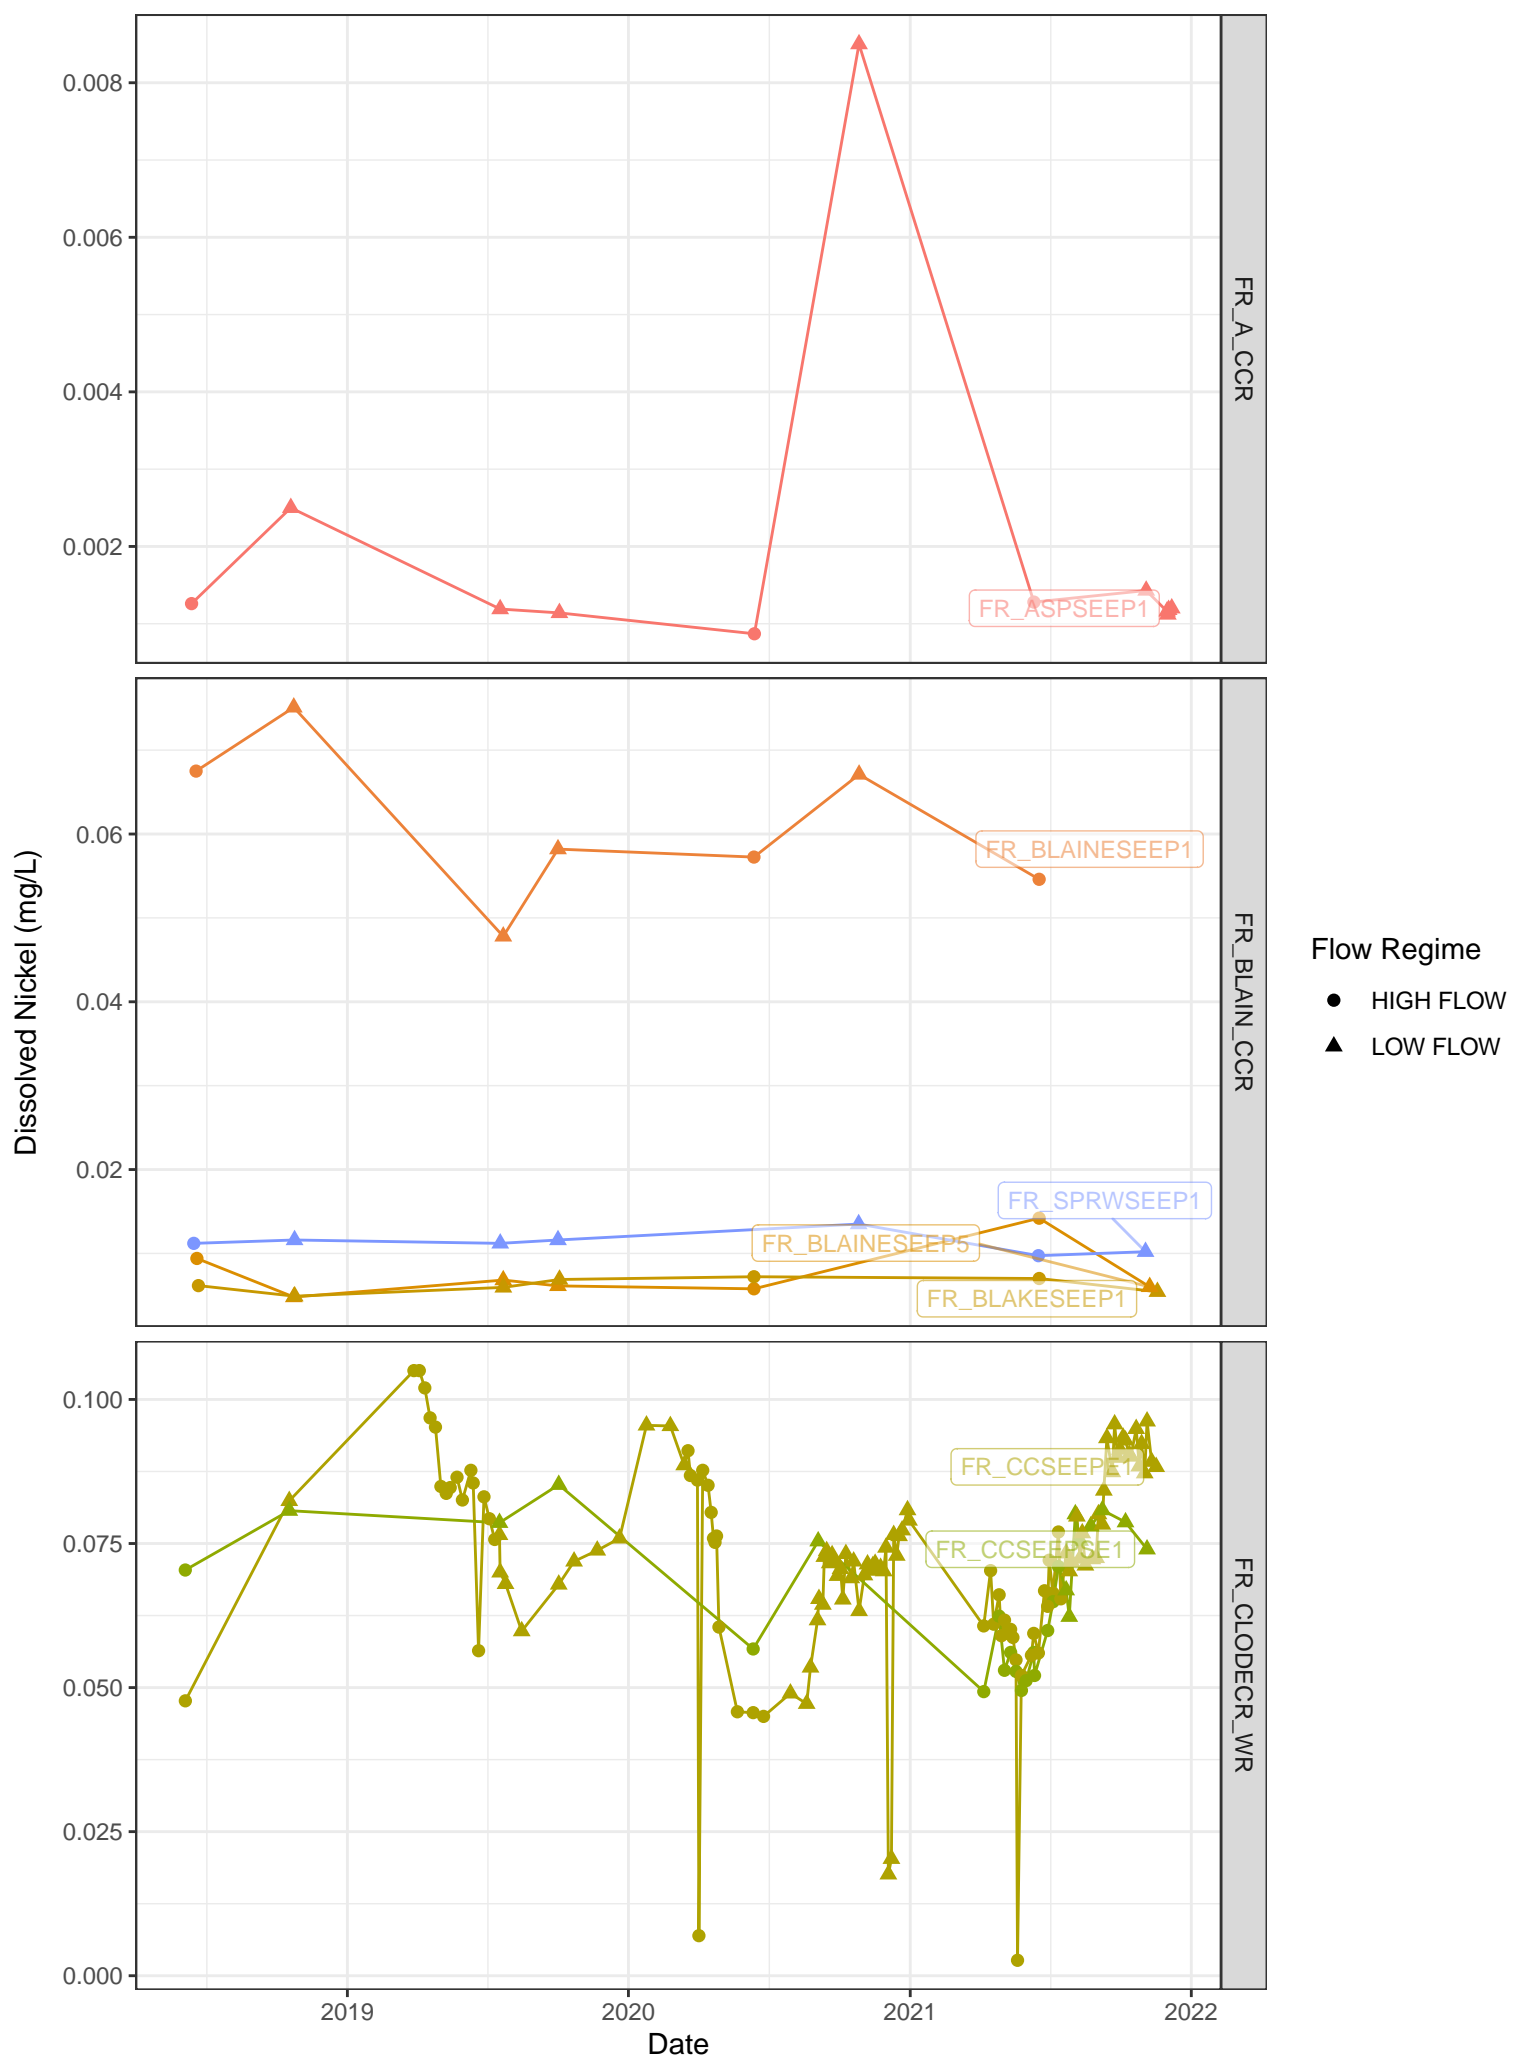 0.008
0.006
0.004
0.002
FR_ASPSEEP1
FR_A_CCR
0.06
0.04
0.02
FR_BLAINESEEP1
FR_SPRWSEEP1
FR_BLAINESEEP5
FR_BLAKESEEP1
FR_BLAIN_CCR
0.100
0.075
0.050
0.025
0.000
FR_CCSEEPE1
FR_CCSEEPSE1
FR_CLODECR_WR
2019
2020
2021
2022
Date
Dissolved Nickel (mg/L)
Flow Regime
HIGH FLOW
LOW FLOW